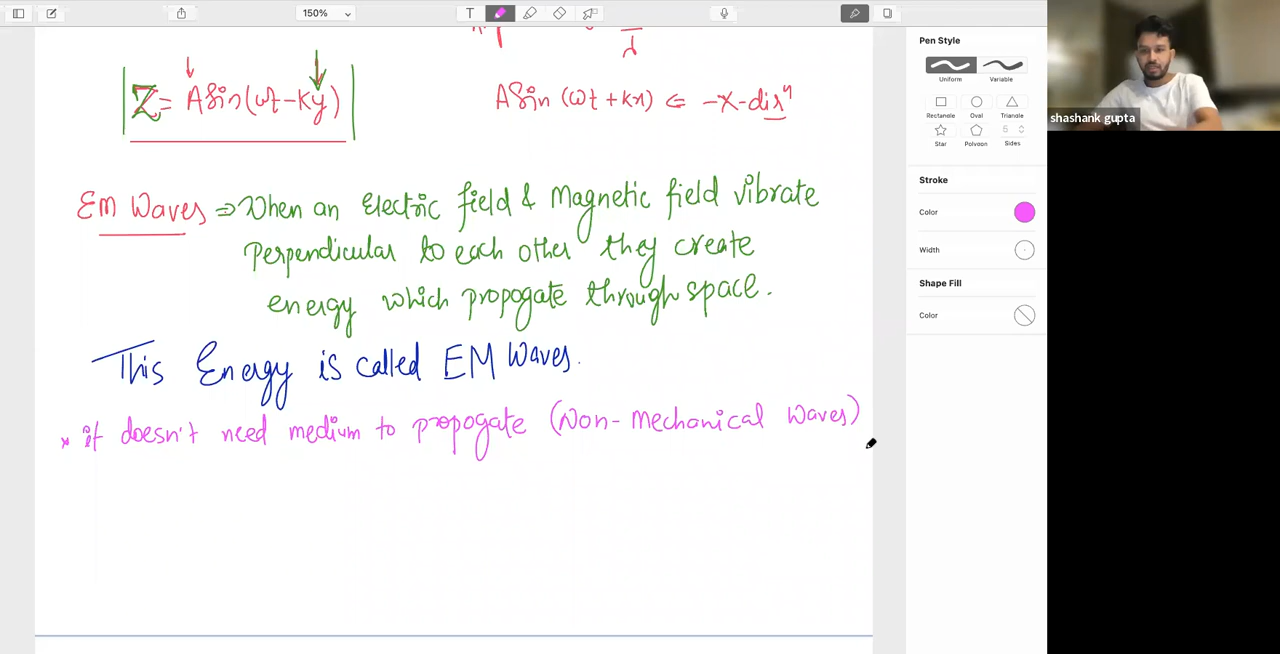 150%
T
Pen Style
Uniform
Variable
Rectangle
Oval
Triangle
Star
Polygon
5
Sides
Stroke
Color
Width
Shape Fill
Color
shashank gupta
λ
Z = A Sin(ωt - Ky)
A Sin (ωt + Kx) ⇐ -x-dirⁿ
EM Waves ⇒ When an Electric field & Magnetic field vibrate
Perpendicular to each other they create
energy which propogate through space.
This Energy is called EM Waves.
* it doesn't need medium to propogate (Non-Mechanical Waves)